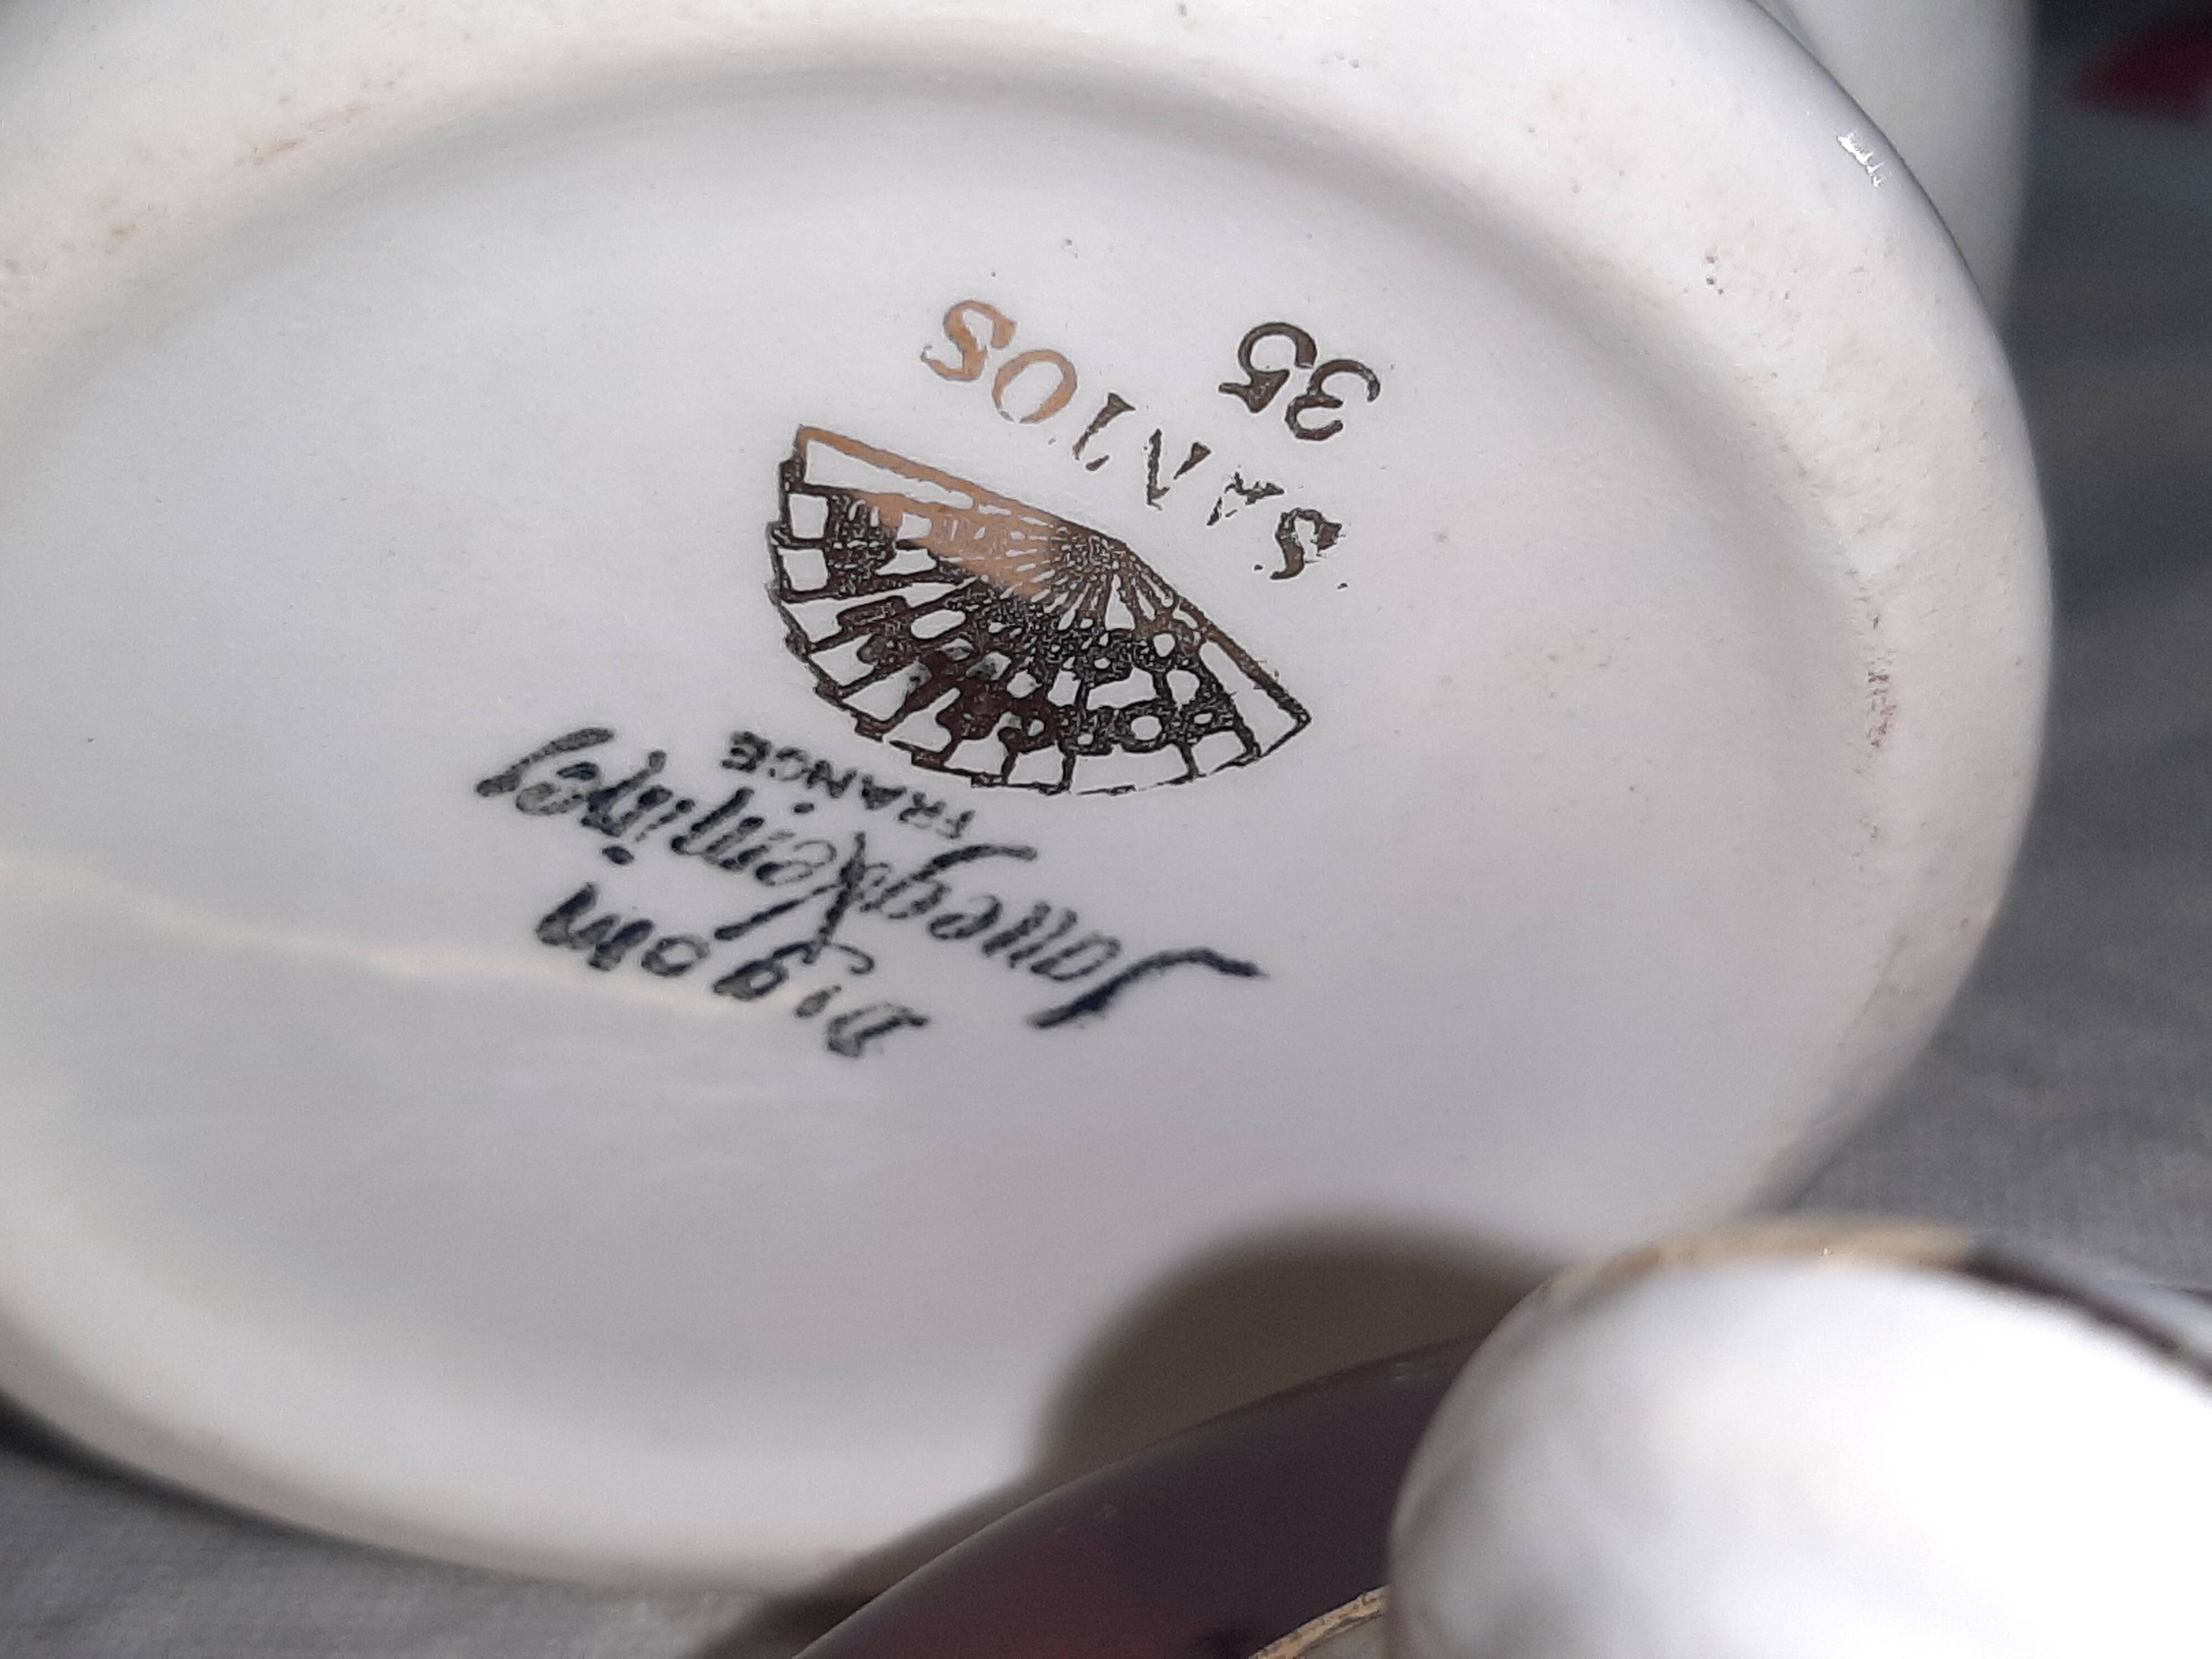 Digoin
Sarreguemines
FRANCE
SANTOS
35